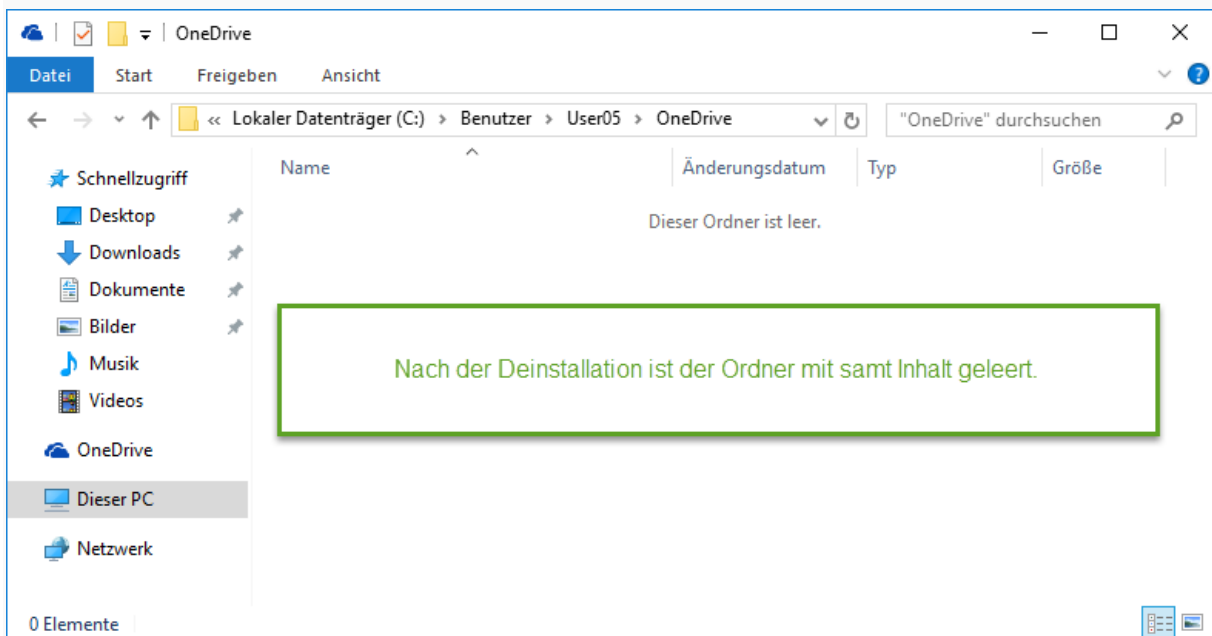 OneDrive
Datei Start Freigeben Ansicht
« Lokaler Datenträger (C:) › Benutzer › User05 › OneDrive
"OneDrive" durchsuchen
Name Änderungsdatum Typ Größe
Dieser Ordner ist leer.
Schnellzugriff
Desktop
Downloads
Dokumente
Bilder
Musik
Videos
OneDrive
Dieser PC
Netzwerk
Nach der Deinstallation ist der Ordner mit samt Inhalt geleert.
0 Elemente